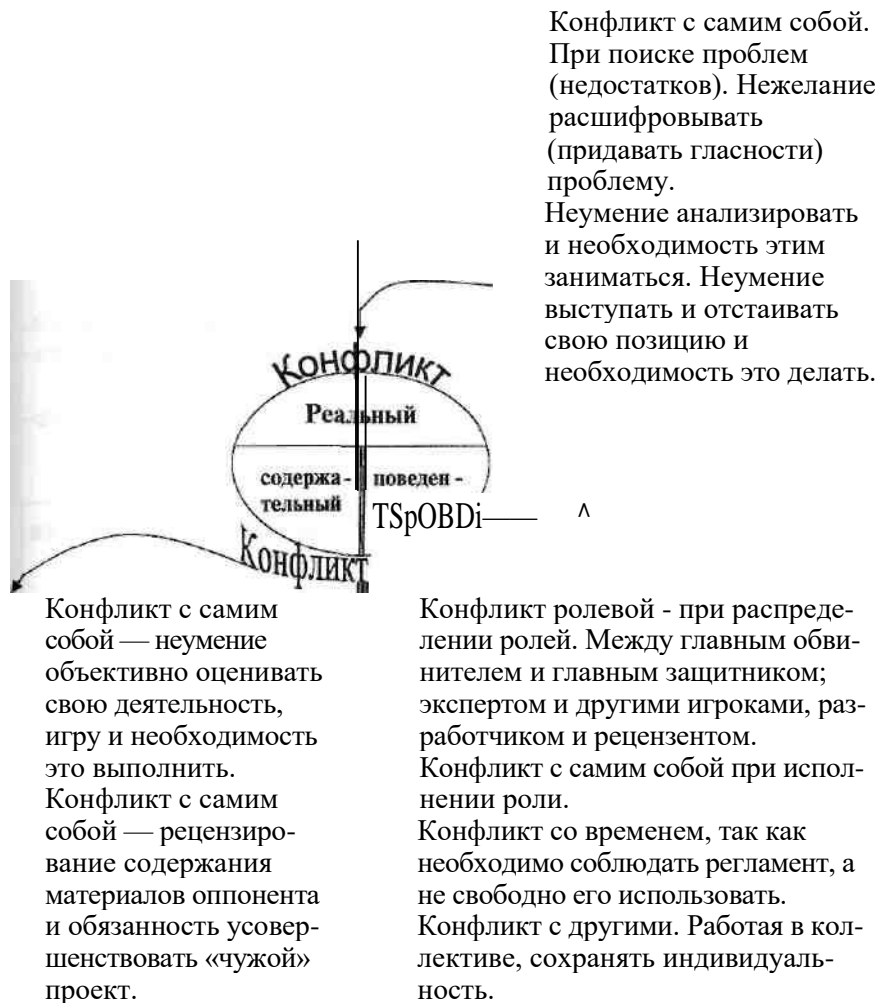 Конфликт с самим собой.
При поиске проблем
(недостатков). Нежелание
расшифровывать
(придавать гласности)
проблему.
Неумение анализировать
и необходимость этим
заниматься. Неумение
выступать и отстаивать
свою позицию и
необходимость это делать.
Конфликт
Реальный
содержа- поведен -
тельный
TSpOBDi—— ^
Конфликт
Конфликт с самим
собой — неумение
объективно оценивать
свою деятельность,
игру и необходимость
это выполнить.
Конфликт с самим
собой — рецензиро-
вание содержания
материалов оппонента
и обязанность усовер-
шенствовать «чужой»
проект.
Конфликт ролевой - при распреде-
лении ролей. Между главным обви-
нителем и главным защитником;
экспертом и другими игроками, раз-
работчиком и рецензентом.
Конфликт с самим собой при испол-
нении роли.
Конфликт со временем, так как
необходимо соблюдать регламент, а
не свободно его использовать.
Конфликт с другими. Работая в кол-
лективе, сохранять индивидуаль-
ность.